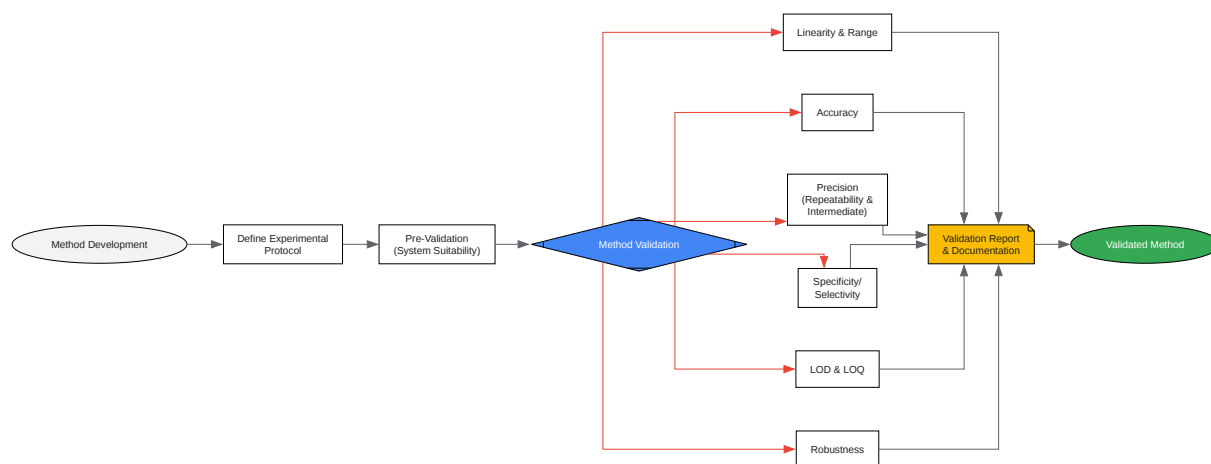 Linearity & Range
Accuracy
Precision
(Repeatability &
Intermediate)
Method Development
Define Experimental
Protocol
Pre-Validation
(System Suitability)
Method Validation
Validation Report
& Documentation
Validated Method
Specificity/
Selectivity
LOD & LOQ
Robustness